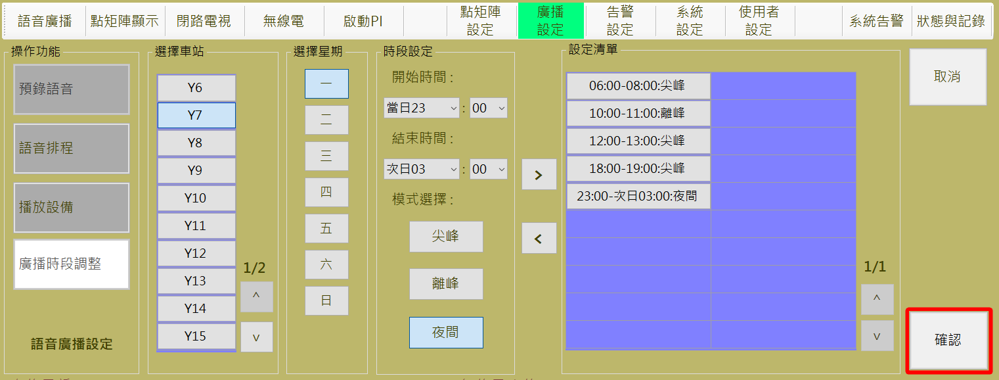 語音廣播
點矩陣顯示
閉路電視
無線電
啟動PI
點矩陣
設定
廣播
設定
告警
設定
系統
設定
使用者
設定
系統告警
狀態與記錄
操作功能
預錄語音
語音排程
播放設備
廣播時段調整
語音廣播設定
選擇車站
Y6
Y7
Y8
Y9
Y10
Y11
Y12
Y13
Y14
Y15
1/2
^
v
選擇星期
一
二
三
四
五
六
日
時段設定
開始時間：
當日23 : 00
結束時間：
次日03 : 00
模式選擇：
尖峰
離峰
夜間
>
<
設定清單
06:00-08:00:尖峰
10:00-11:00:離峰
12:00-13:00:尖峰
18:00-19:00:尖峰
23:00-次日03:00:夜間
1/1
^
v
取消
確認